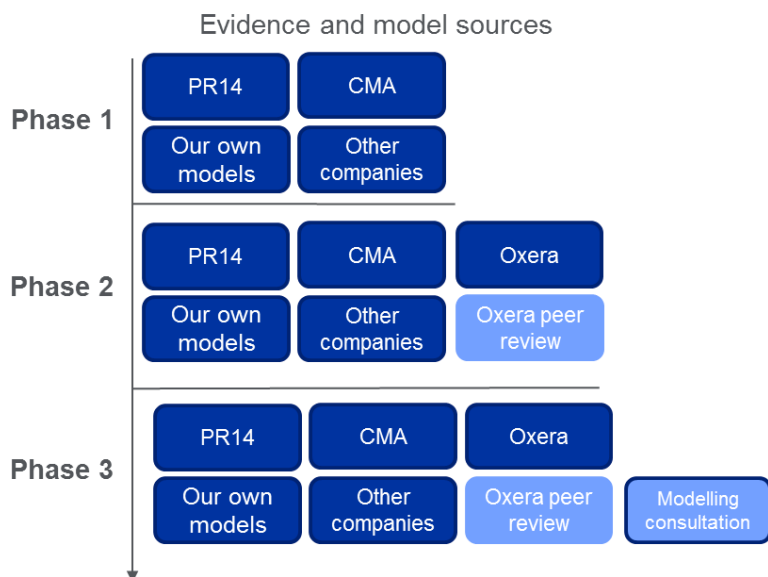 Evidence and model sources
Phase 1
PR14
CMA
Our own
models
Other
companies
Phase 2
PR14
CMA
Oxera
Our own
models
Other
companies
Oxera peer
review
Phase 3
PR14
CMA
Oxera
Our own
models
Other
companies
Oxera peer
review
Modelling
consultation